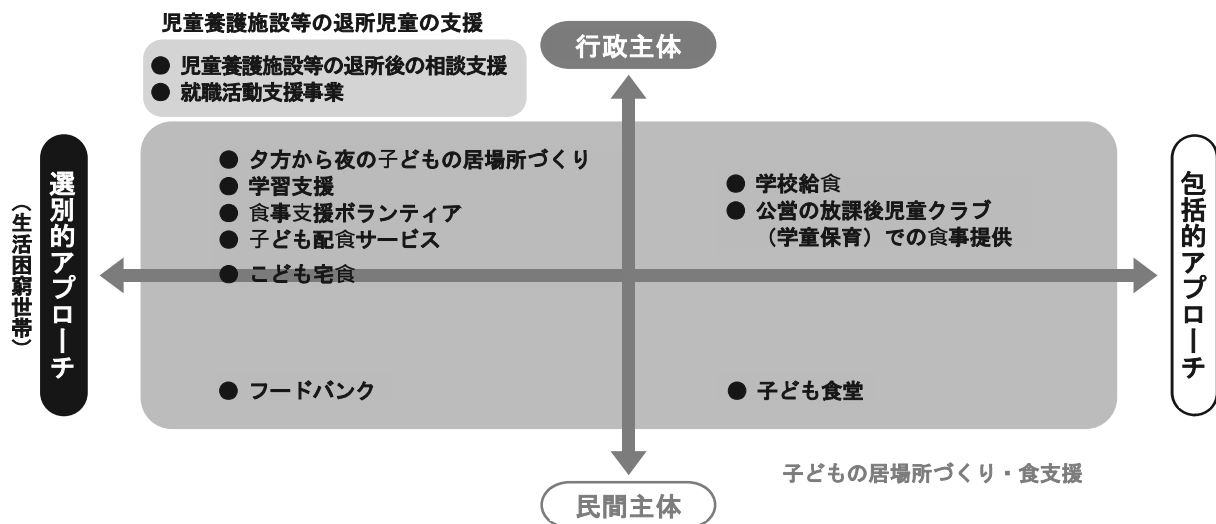 児童養護施設等の退所児童の支援
行政主体
● 児童養護施設等の退所後の相談支援
● 就職活動支援事業
選別的アプローチ
（生活困窮世帯）
● 夕方から夜の子どもの居場所づくり
● 学習支援
● 食事支援ボランティア
● 子ども配食サービス
● こども宅食
● 学校給食
● 公営の放課後児童クラブ
（学童保育）での食事提供
包括的アプローチ
● フードバンク
● 子ども食堂
子どもの居場所づくり・食支援
民間主体